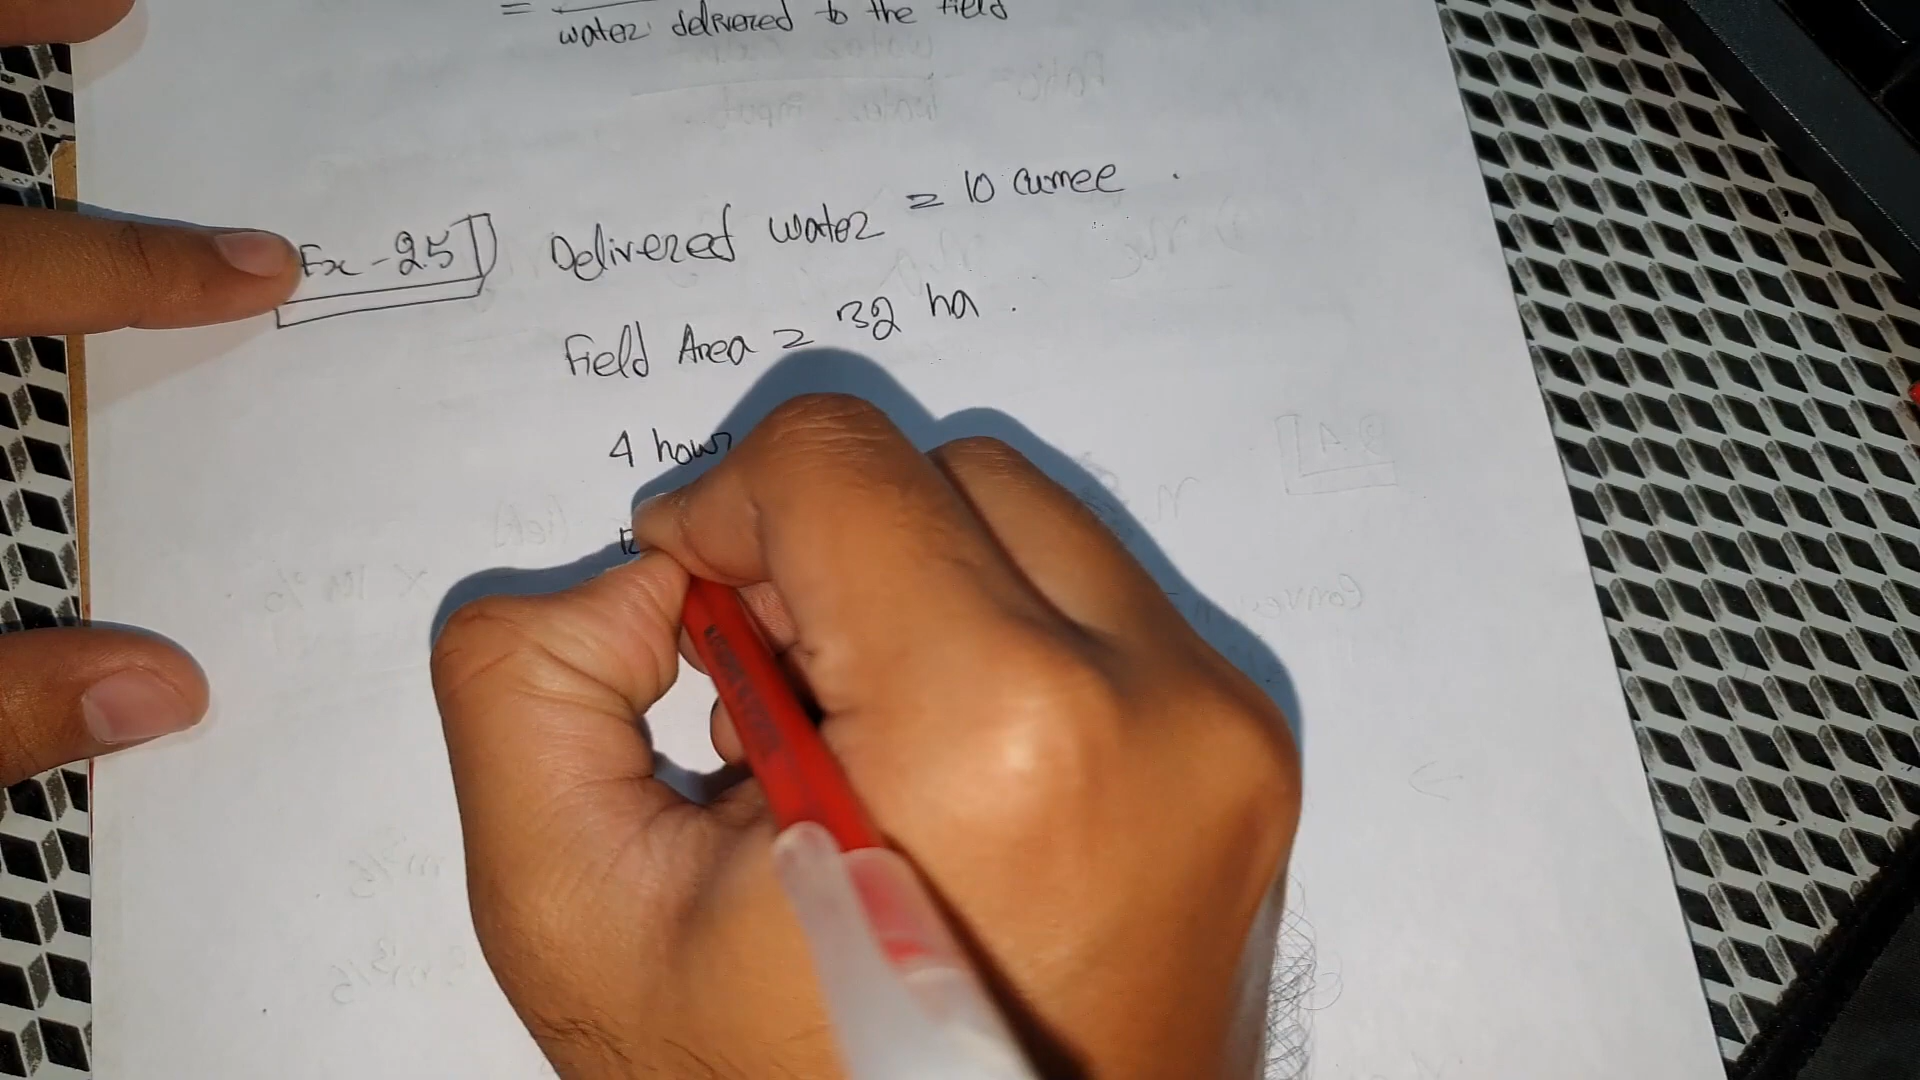 = water delivered to the field
Ex-25 Delivered water = 10 cumec.
Field Area = 32 ha.
4 hour